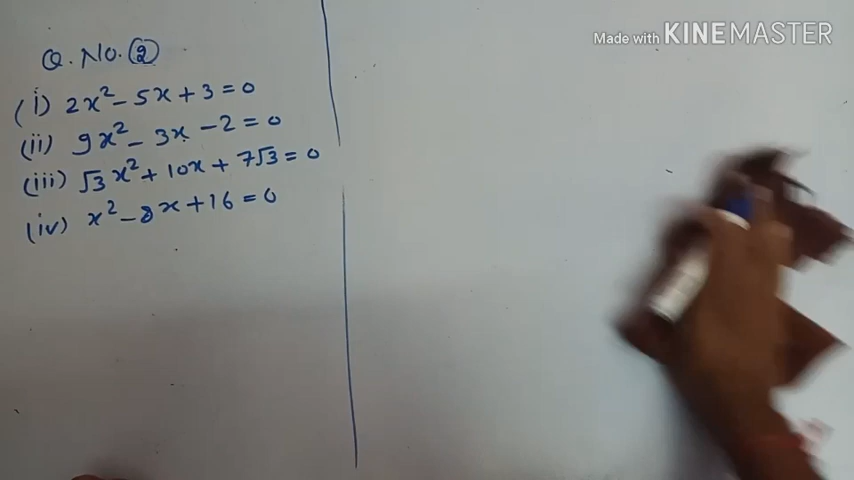 Made with KINEMASTER
Q. No. ②
(i) 2x² - 5x + 3 = 0
(ii) 9x² - 3x - 2 = 0
(iii) √3 x² + 10x + 7√3 = 0
(iv) x² - 8x + 16 = 0